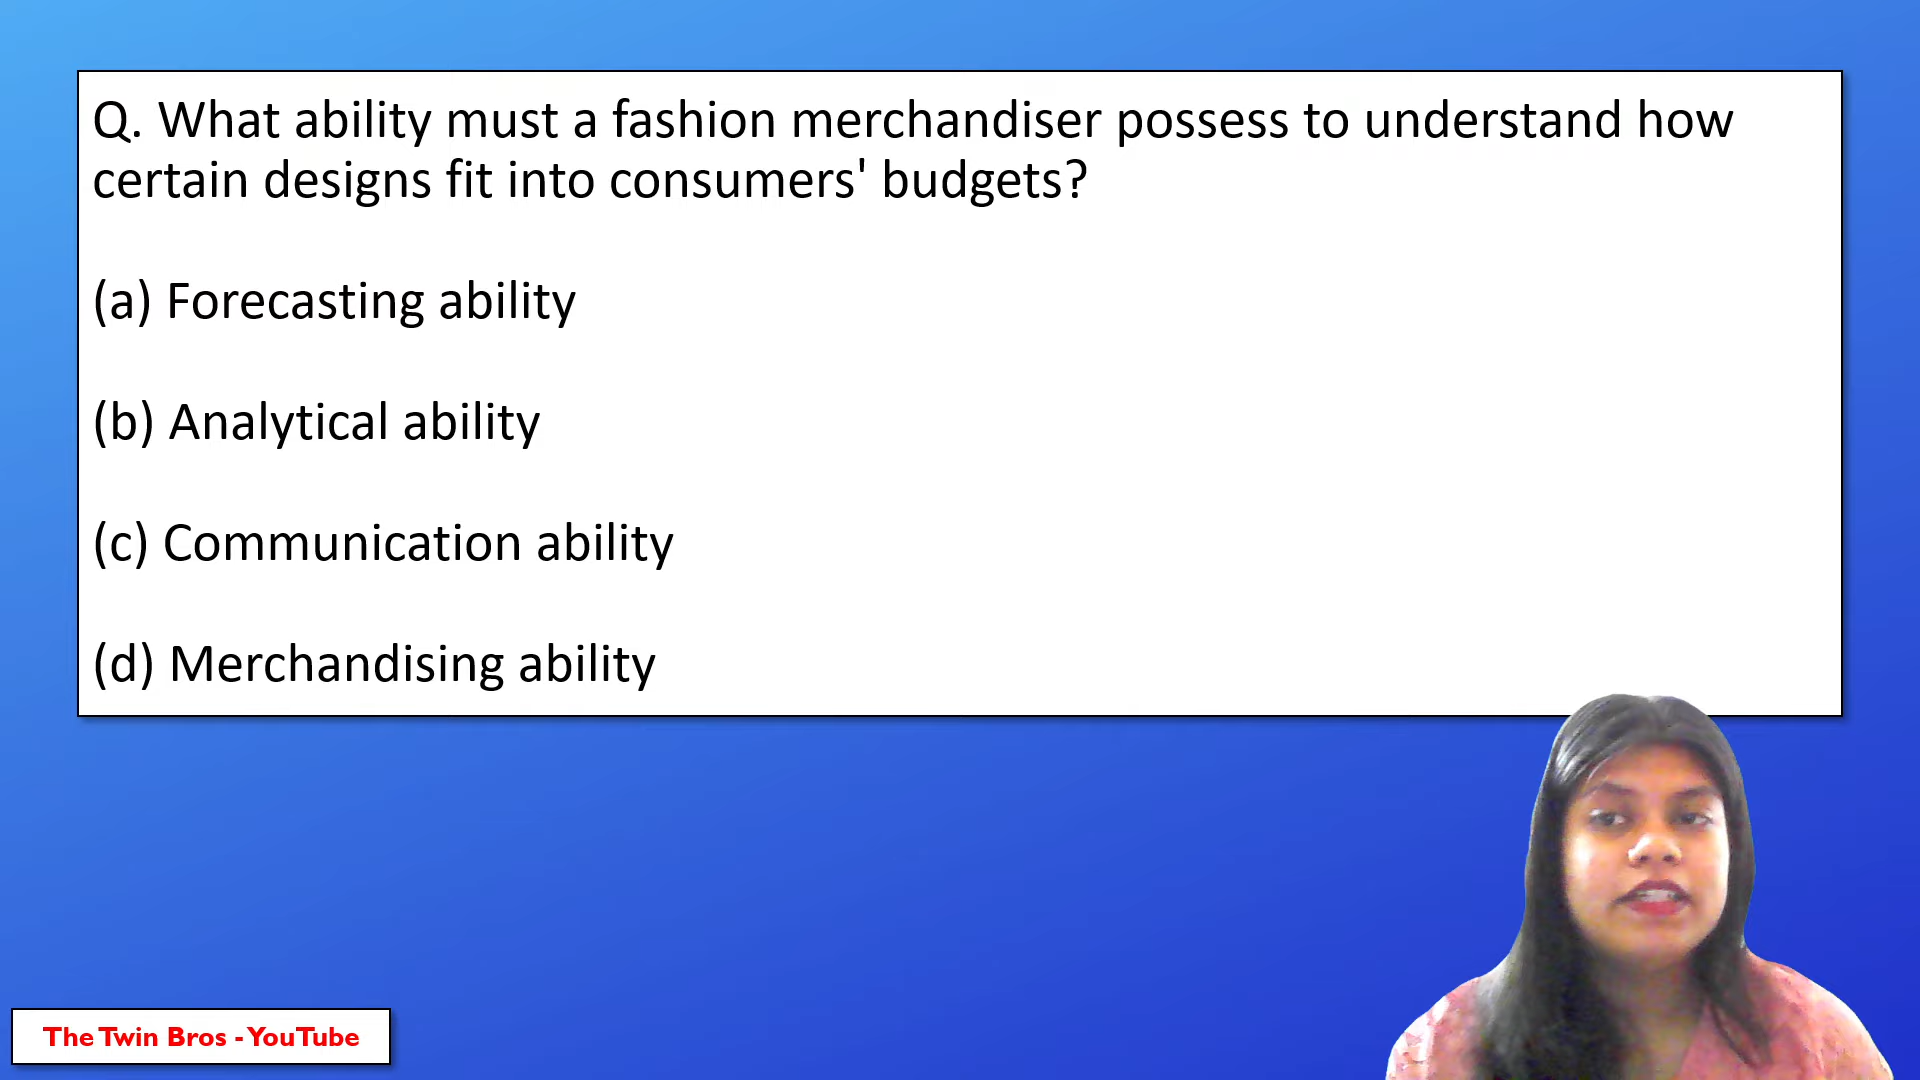 Q. What ability must a fashion merchandiser possess to understand how
certain designs fit into consumers' budgets?
(a) Forecasting ability
(b) Analytical ability
(c) Communication ability
(d) Merchandising ability
The Twin Bros - YouTube